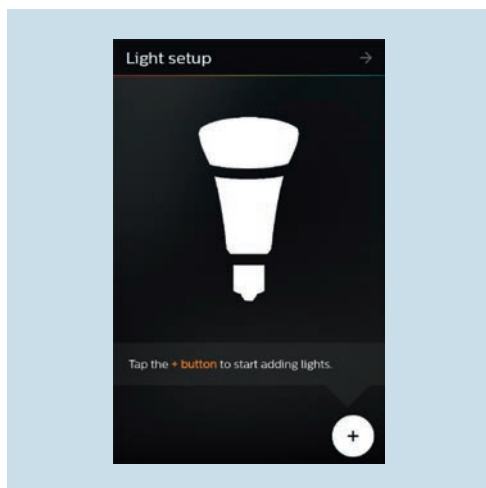 Light setup →
Tap the + button to start adding lights.
+